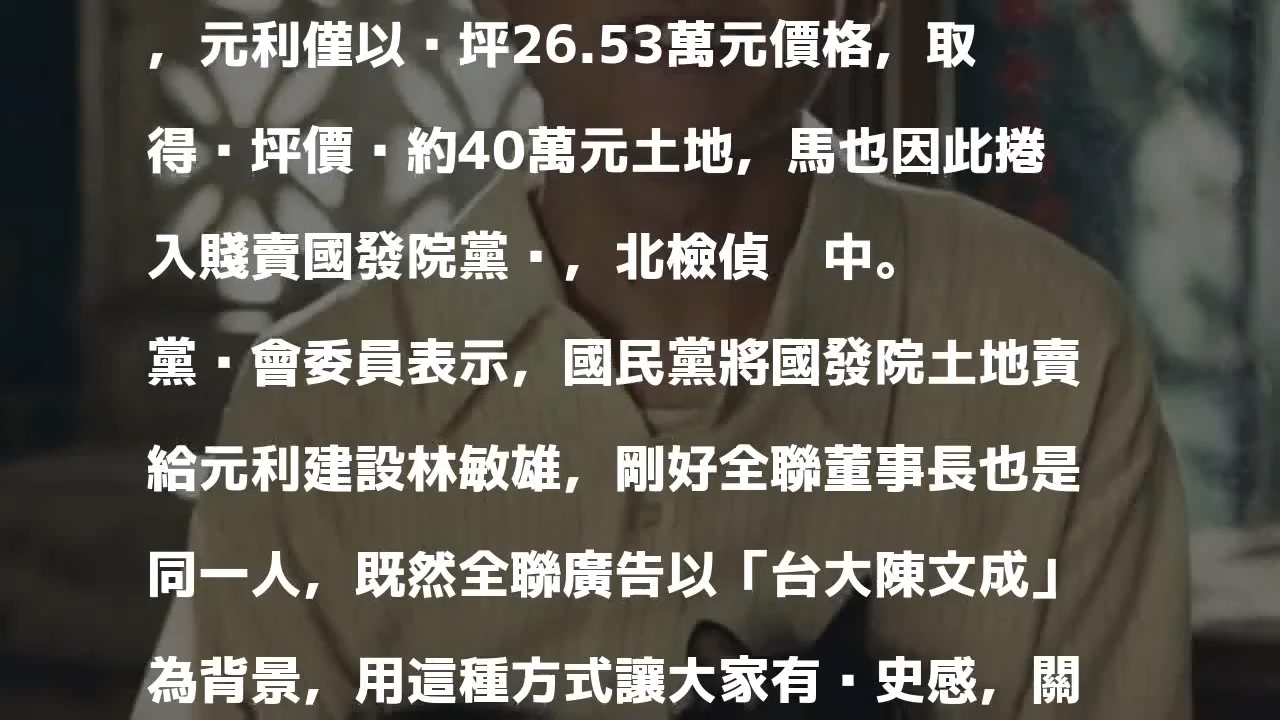 ，元利僅以▪坪26.53萬元價格，取
得▪坪價▪約40萬元土地，馬也因此捲
入賤賣國發院黨▪，北檢偵　中。
黨▪會委員表示，國民黨將國發院土地賣
給元利建設林敏雄，剛好全聯董事長也是
同一人，既然全聯廣告以「台大陳文成」
為背景，用這種方式讓大家有▪史感，關